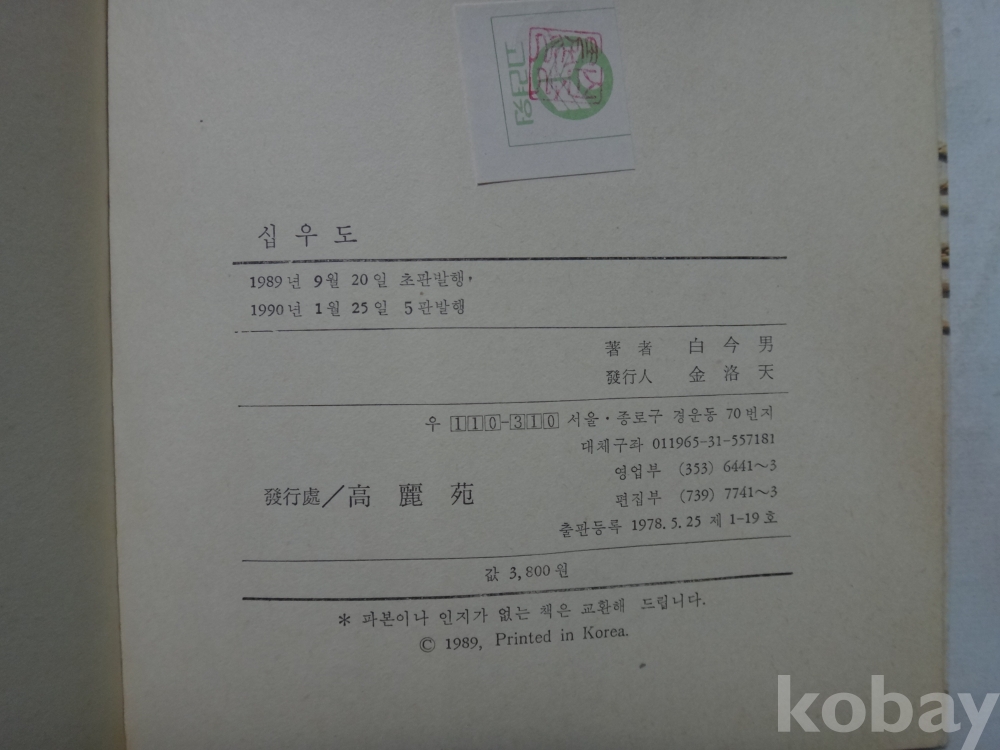 고려원
십우도
1989년 9월 20일 초판발행,
1990년 1월 25일 5판발행
著者 白今男
發行人 金洛天
우 110-310 서울·종로구 경운동 70번지
대체구좌 011965-31-557181
영업부 (353) 6441~3
發行處/高麗苑
편집부 (739) 7741~3
출판등록 1978.5.25 제 1-19호
값 3,800원
* 파본이나 인지가 없는 책은 교환해 드립니다.
© 1989, Printed in Korea.
kobay